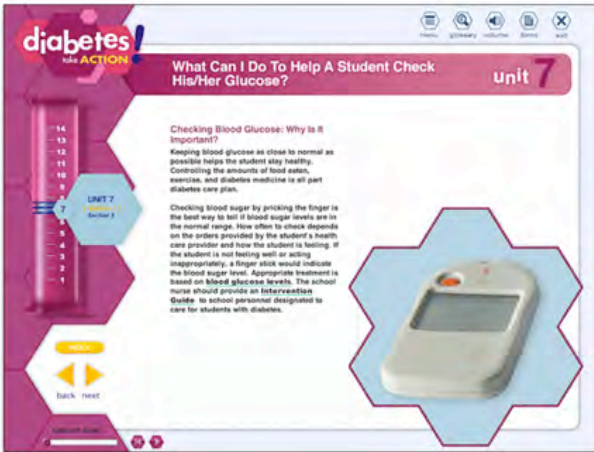 diabetes!
take ACTION
menu glossary volume forms exit
What Can I Do To Help A Student Check
His/Her Glucose?
unit 7
14
13
12
11
10
9
8
7
6
5
4
3
2
1
UNIT 7
Section 3
Checking Blood Glucose: Why Is It
Important?
Keeping blood glucose as close to normal as
possible helps the student stay healthy.
Controlling the amounts of food eaten,
exercise, and diabetes medicine is all part
diabetes care plan.
Checking blood sugar by pricking the finger is
the best way to tell if blood sugar levels are in
the normal range. How often to check depends
on the orders provided by the student's health
care provider and how the student is feeling. If
the student is not feeling well or acting
inappropriately, a finger stick would indicate
the blood sugar level. Appropriate treatment is
based on blood glucose levels. The school
nurse should provide an Intervention
Guide to school personnel designated to
care for students with diabetes.
back next